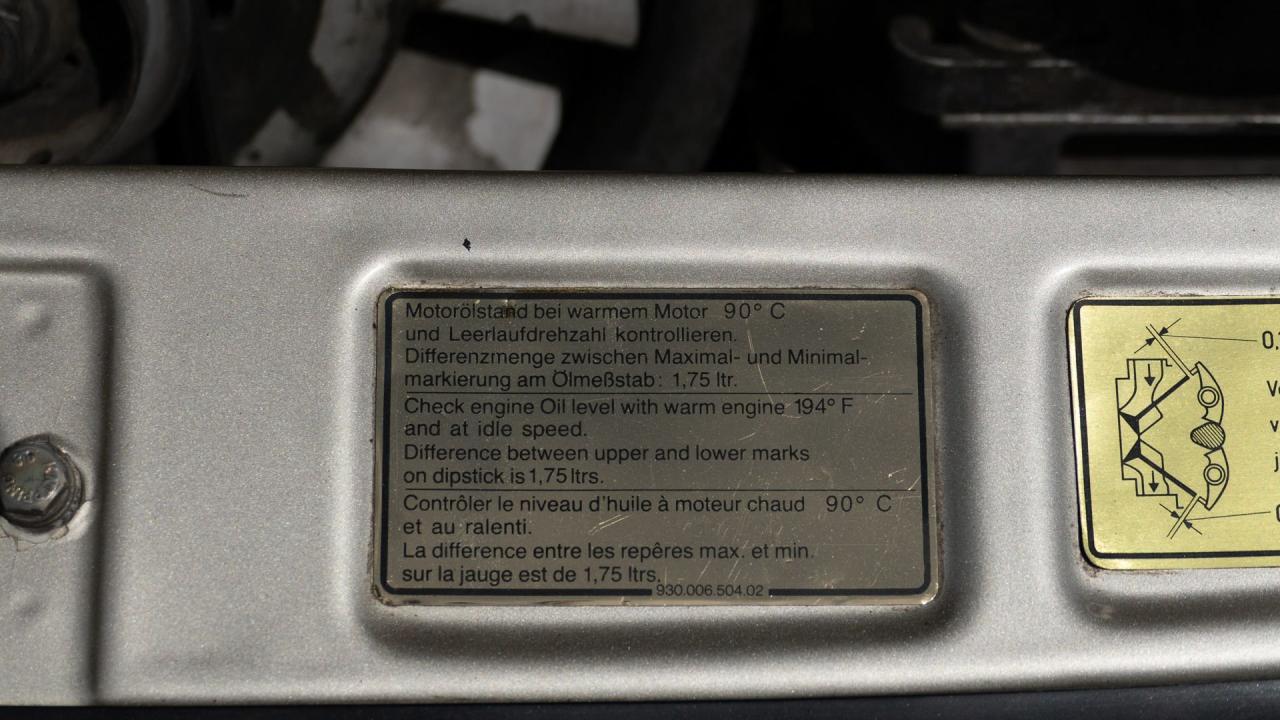 Motorölstand bei warmem Motor 90° C
und Leerlaufdrehzahl kontrollieren.
Differenzmenge zwischen Maximal- und Minimal-
markierung am Ölmeßstab: 1,75 ltr.
Check engine Oil level with warm engine 194° F
and at idle speed.
Difference between upper and lower marks
on dipstick is 1,75 ltrs.
Contrôler le niveau d'huile à moteur chaud 90° C
et au ralenti.
La difference entre les repêres max. et min.
sur la jauge est de 1,75 ltrs.
930.006.504.02